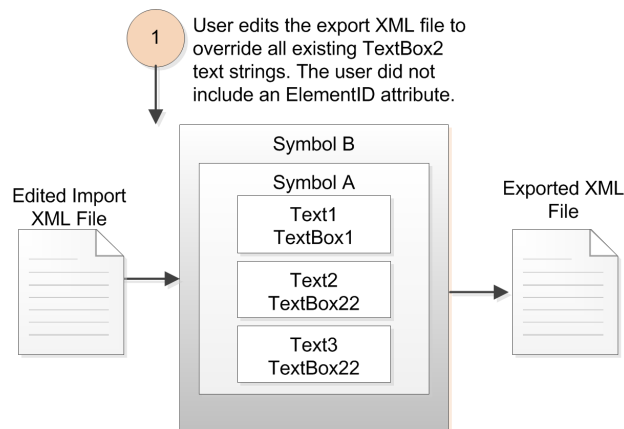 1
User edits the export XML file to
override all existing TextBox2
text strings. The user did not
include an ElementID attribute.
Symbol B
Symbol A
Text1
TextBox1
Text2
TextBox22
Text3
TextBox22
Edited Import
XML File
Exported XML
File